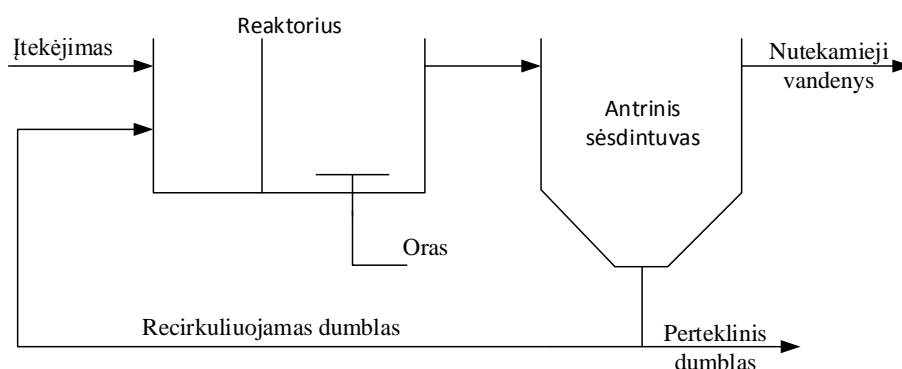 Reaktorius
Įtekėjimas
Nutekamieji
vandenys
Antrinis
sėsdintuvas
Oras
Recirkuliuojamas dumblas
Perteklinis
dumblas